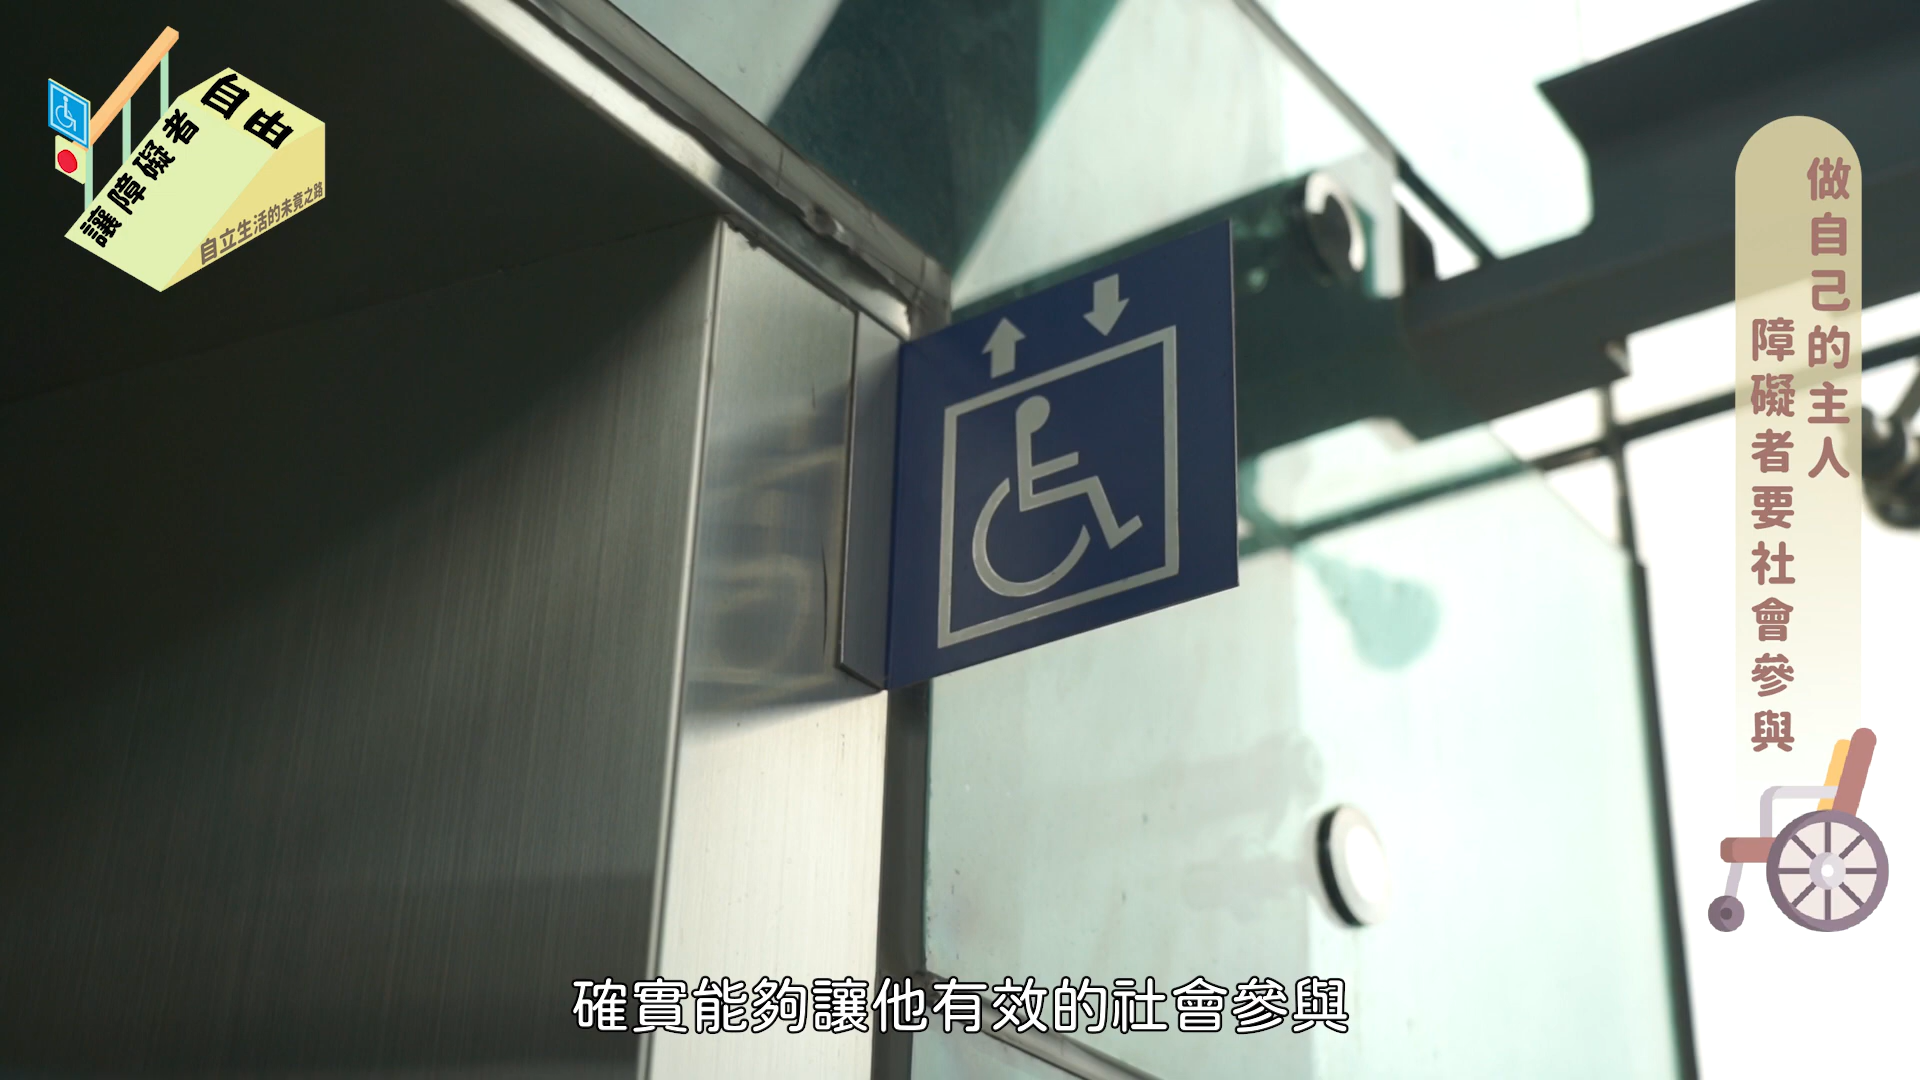 讓障礙者
自由
自立生活的未竟之路
做自己的主人
障礙者要社會參與
確實能夠讓他有效的社會參與